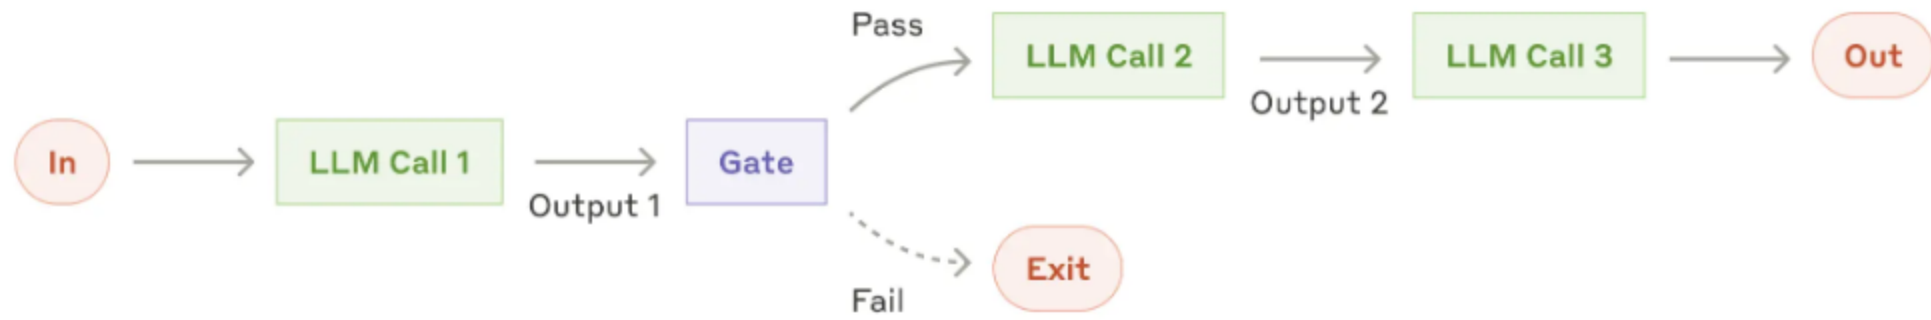 In
LLM Call 1
Output 1
Gate
Pass
LLM Call 2
Output 2
LLM Call 3
Out
Fail
Exit